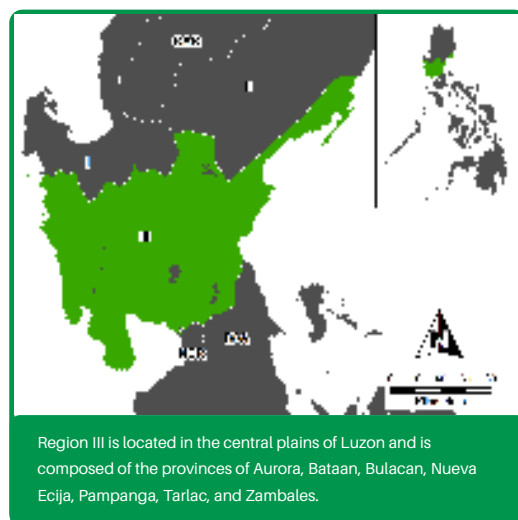 Region III is located in the central plains of Luzon and is
composed of the provinces of Aurora, Bataan, Bulacan, Nueva
Ecija, Pampanga, Tarlac, and Zambales.